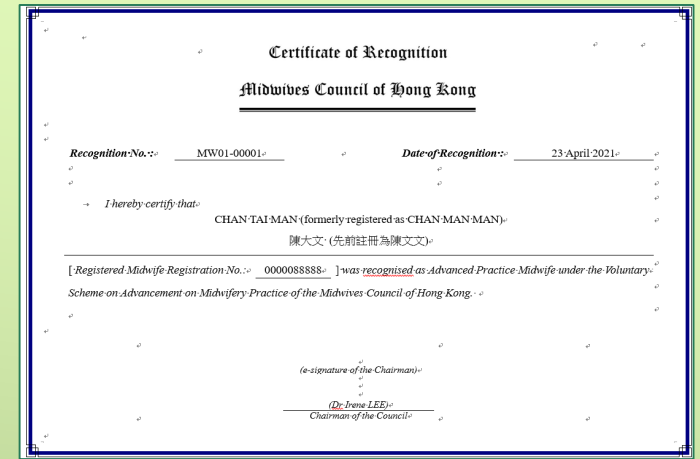 Certificate of Recognition
Midwives Council of Hong Kong
Recognition No. : MW01-00001 Date of Recognition : 23 April 2021
I hereby certify that
CHAN TAI MAN (formerly registered as CHAN MAN MAN)
陳大文 (先前註冊為陳文文)
[ Registered Midwife Registration No.: 0000088888 ] was recognised as Advanced Practice Midwife under the Voluntary
Scheme on Advancement on Midwifery Practice of the Midwives Council of Hong Kong.
(e-signature of the Chairman)
(Dr Irene LEE)
Chairman of the Council